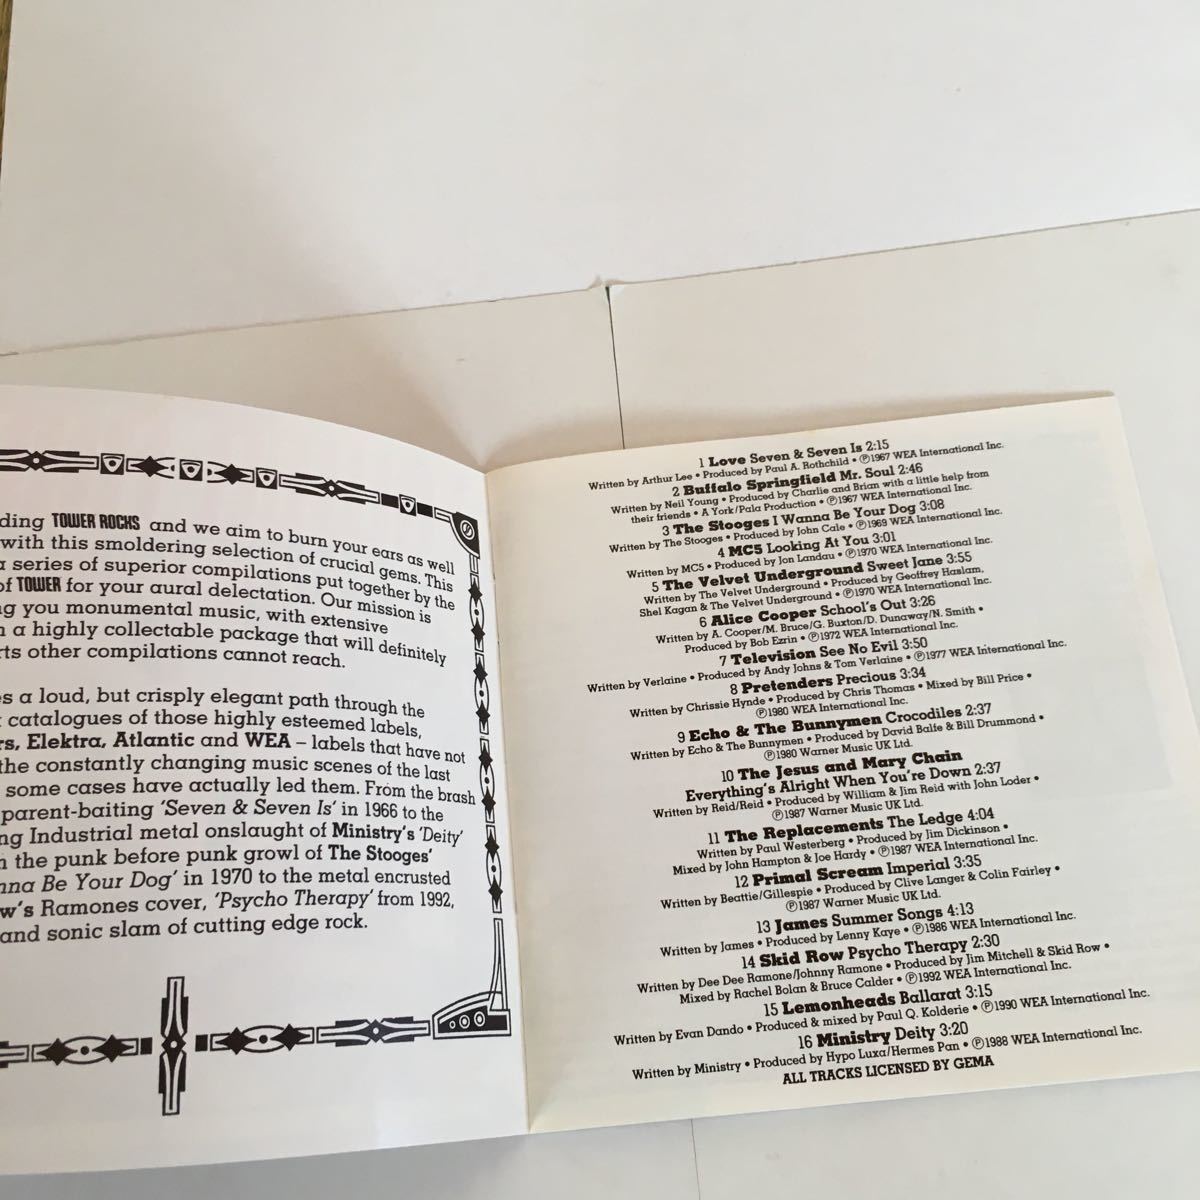 ding TOWER ROCKS and we aim to burn your ears as well
with this smoldering selection of crucial gems. This
a series of superior compilations put together by the
of TOWER for your aural delectation. Our mission is
ng you monumental music, with extensive
n a highly collectable package that will definitely
rts other compilations cannot reach.
es a loud, but crisply elegant path through the
t catalogues of those highly esteemed labels,
rs, Elektra, Atlantic and WEA – labels that have not
the constantly changing music scenes of the last
some cases have actually led them. From the brash
parent-baiting 'Seven & Seven Is' in 1966 to the
ng Industrial metal onslaught of Ministry's 'Deity'
n the punk before punk growl of The Stooges'
nna Be Your Dog' in 1970 to the metal encrusted
w's Ramones cover, 'Psycho Therapy' from 1992,
and sonic slam of cutting edge rock.
1 Love Seven & Seven Is 2:15
Written by Arthur Lee • Produced by Paul A. Rothchild • ℗1967 WEA International Inc.
2 Buffalo Springfield Mr. Soul 2:46
Written by Neil Young • Produced by Charlie and Brian with a little help from
their friends • A York/Pala Production • ℗1967 WEA International Inc.
3 The Stooges I Wanna Be Your Dog 3:08
Written by The Stooges • Produced by John Cale • ℗1969 WEA International Inc.
4 MC5 Looking At You 3:01
Written by MC5 • Produced by Jon Landau • ℗1970 WEA International Inc.
5 The Velvet Underground Sweet Jane 3:55
Written by The Velvet Underground • Produced by Geoffrey Haslam,
Shel Kagan & The Velvet Underground • ℗1970 WEA International Inc.
6 Alice Cooper School's Out 3:26
Written by A. Cooper/M. Bruce/G. Buxton/D. Dunaway/N. Smith •
Produced by Bob Ezrin • ℗1972 WEA International Inc.
7 Television See No Evil 3:50
Written by Verlaine • Produced by Andy Johns & Tom Verlaine • ℗1977 WEA International Inc.
8 Pretenders Precious 3:34
Written by Chrissie Hynde • Produced by Chris Thomas • Mixed by Bill Price •
℗1980 WEA International Inc.
9 Echo & The Bunnymen Crocodiles 2:37
Written by Echo & The Bunnymen • Produced by David Balfe & Bill Drummond •
℗1980 Warner Music UK Ltd.
10 The Jesus and Mary Chain
Everything's Alright When You're Down 2:37
Written by Reid/Reid • Produced by William & Jim Reid with John Loder •
℗1987 Warner Music UK Ltd.
11 The Replacements The Ledge 4:04
Written by Paul Westerberg • Produced by Jim Dickinson •
Mixed by John Hampton & Joe Hardy • ℗1987 WEA International Inc.
12 Primal Scream Imperial 3:35
Written by Beattie/Gillespie • Produced by Clive Langer & Colin Fairley •
℗1987 Warner Music UK Ltd.
13 James Summer Songs 4:13
Written by James • Produced by Lenny Kaye • ℗1986 WEA International Inc.
14 Skid Row Psycho Therapy 2:30
Written by Dee Dee Ramone/Johnny Ramone • Produced by Jim Mitchell & Skid Row •
Mixed by Rachel Bolan & Bruce Calder • ℗1992 WEA International Inc.
15 Lemonheads Ballarat 3:15
Written by Evan Dando • Produced & mixed by Paul Q. Kolderie • ℗1990 WEA International Inc.
16 Ministry Deity 3:20
Written by Ministry • Produced by Hypo Luxa/Hermes Pan • ℗1988 WEA International Inc.
ALL TRACKS LICENSED BY GEMA